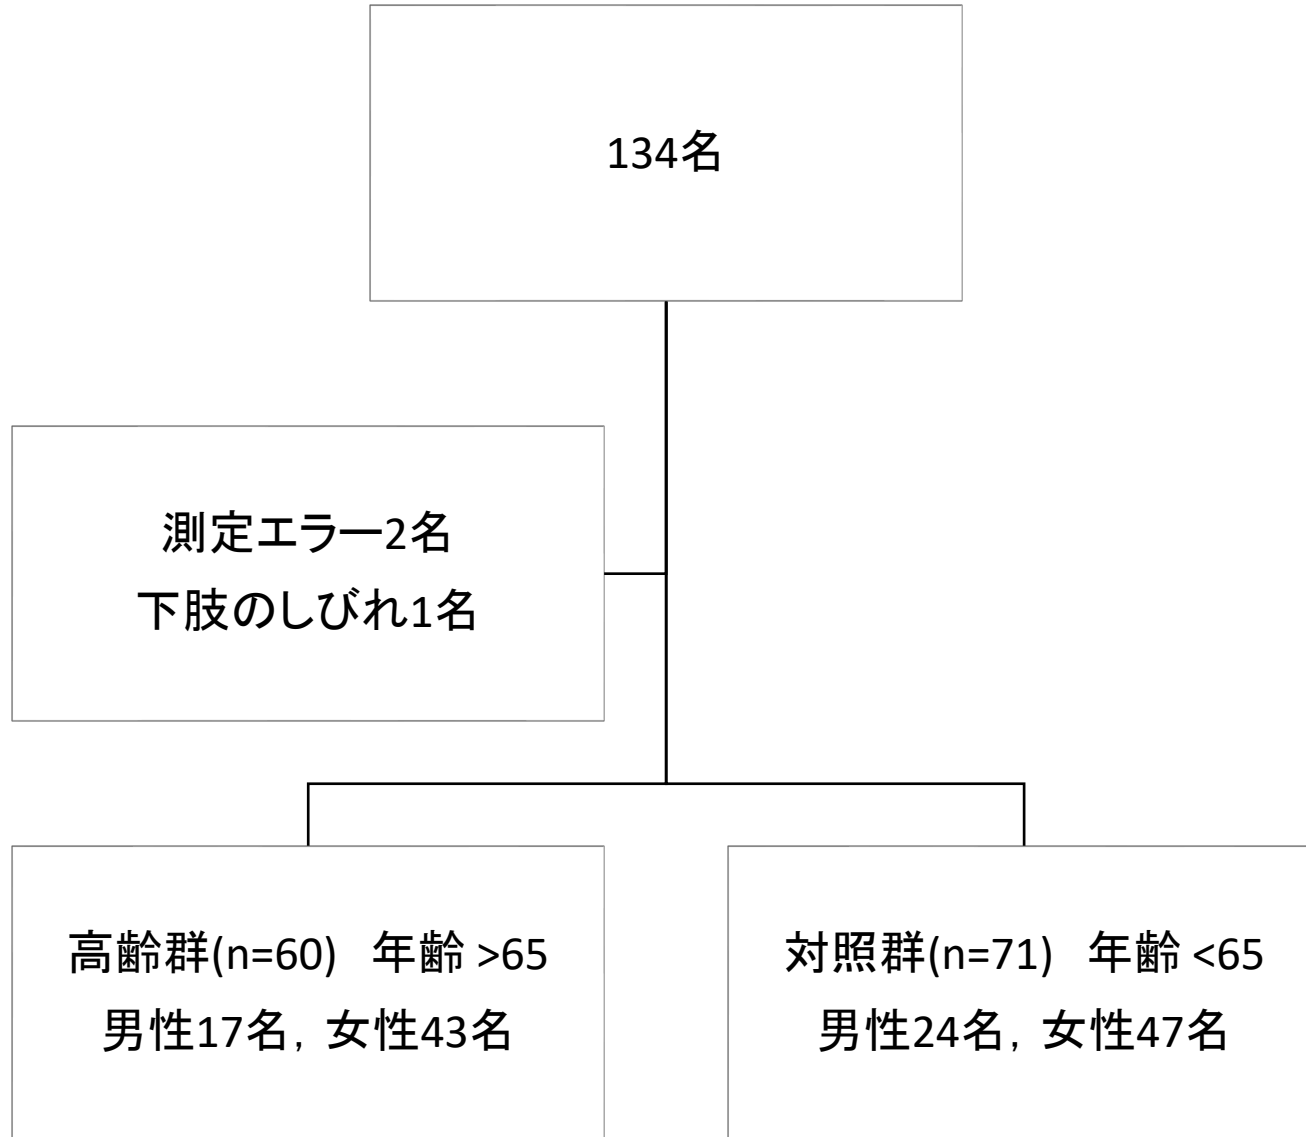 134名
測定エラー2名
下肢のしびれ1名
高齢群(n=60)　年齢 >65
男性17名，女性43名
対照群(n=71)　年齢 <65
男性24名，女性47名